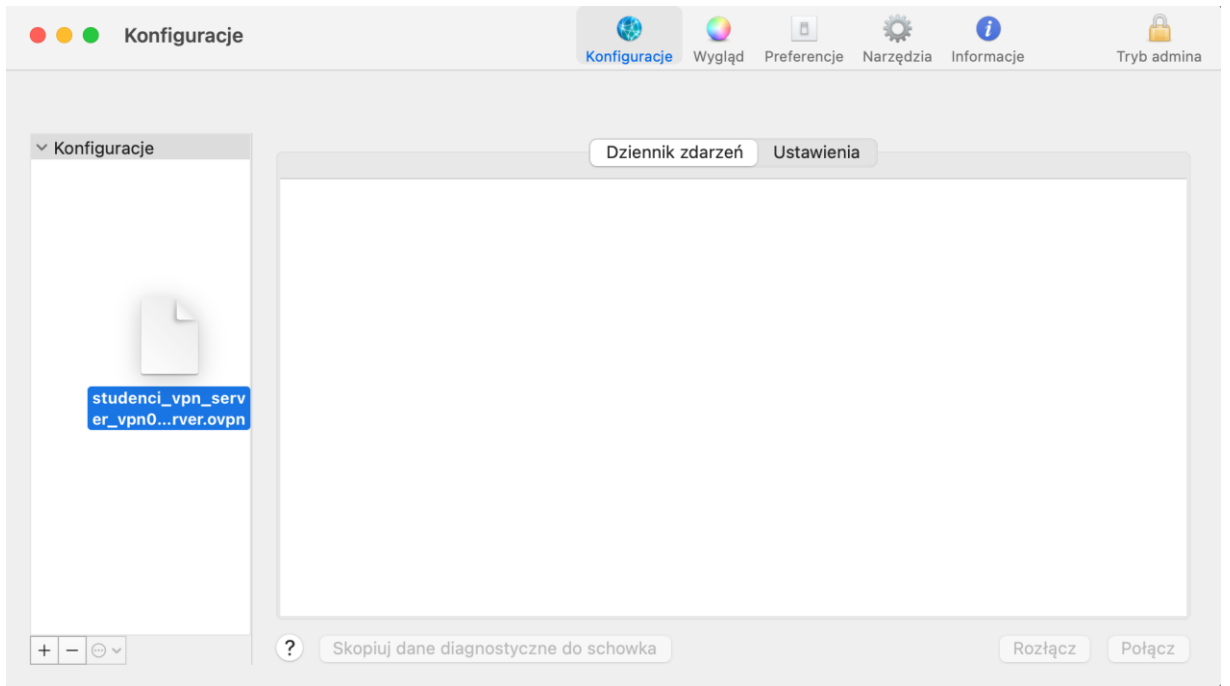 Konfiguracje
Konfiguracje
Wygląd
Preferencje
Narzędzia
Informacje
Tryb admina
Konfiguracje
Dziennik zdarzeń
Ustawienia
studenci_vpn_serv
er_vpn0...rver.ovpn
?
Skopiuj dane diagnostyczne do schowka
Rozłącz
Połącz